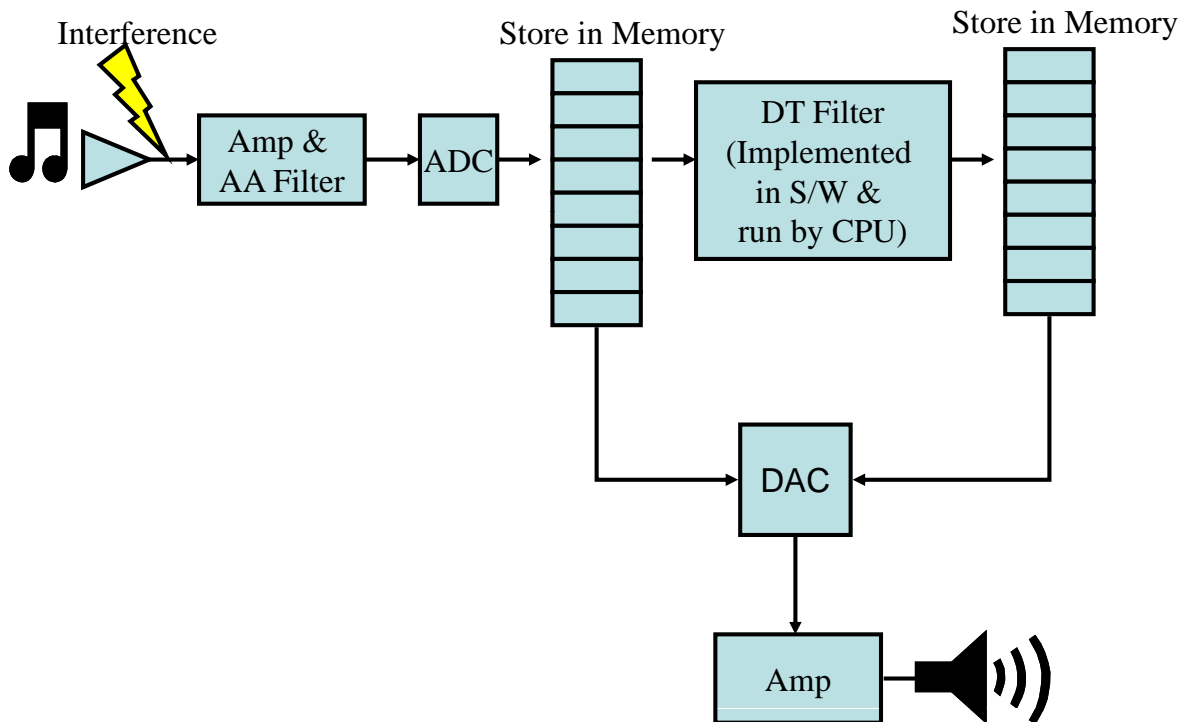 Interference
Store in Memory
Store in Memory
Amp &
AA Filter
ADC
DT Filter
(Implemented
in S/W &
run by CPU)
DAC
Amp